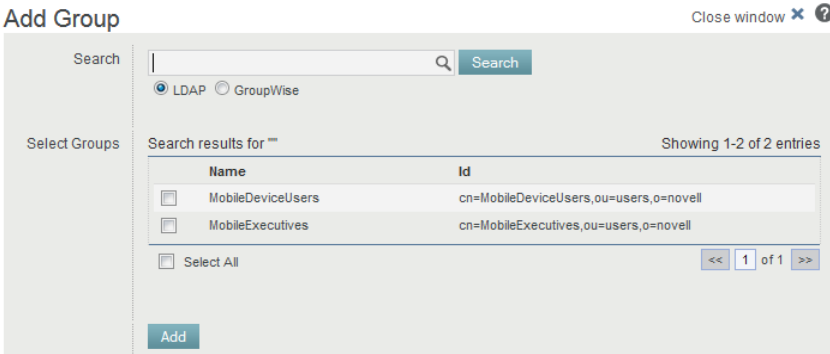 Add Group
Close window
Search
Search
LDAP GroupWise
Select Groups
Search results for ""
Showing 1-2 of 2 entries
Name Id
MobileDeviceUsers cn=MobileDeviceUsers,ou=users,o=novell
MobileExecutives cn=MobileExecutives,ou=users,o=novell
Select All
<< 1 of 1 >>
Add